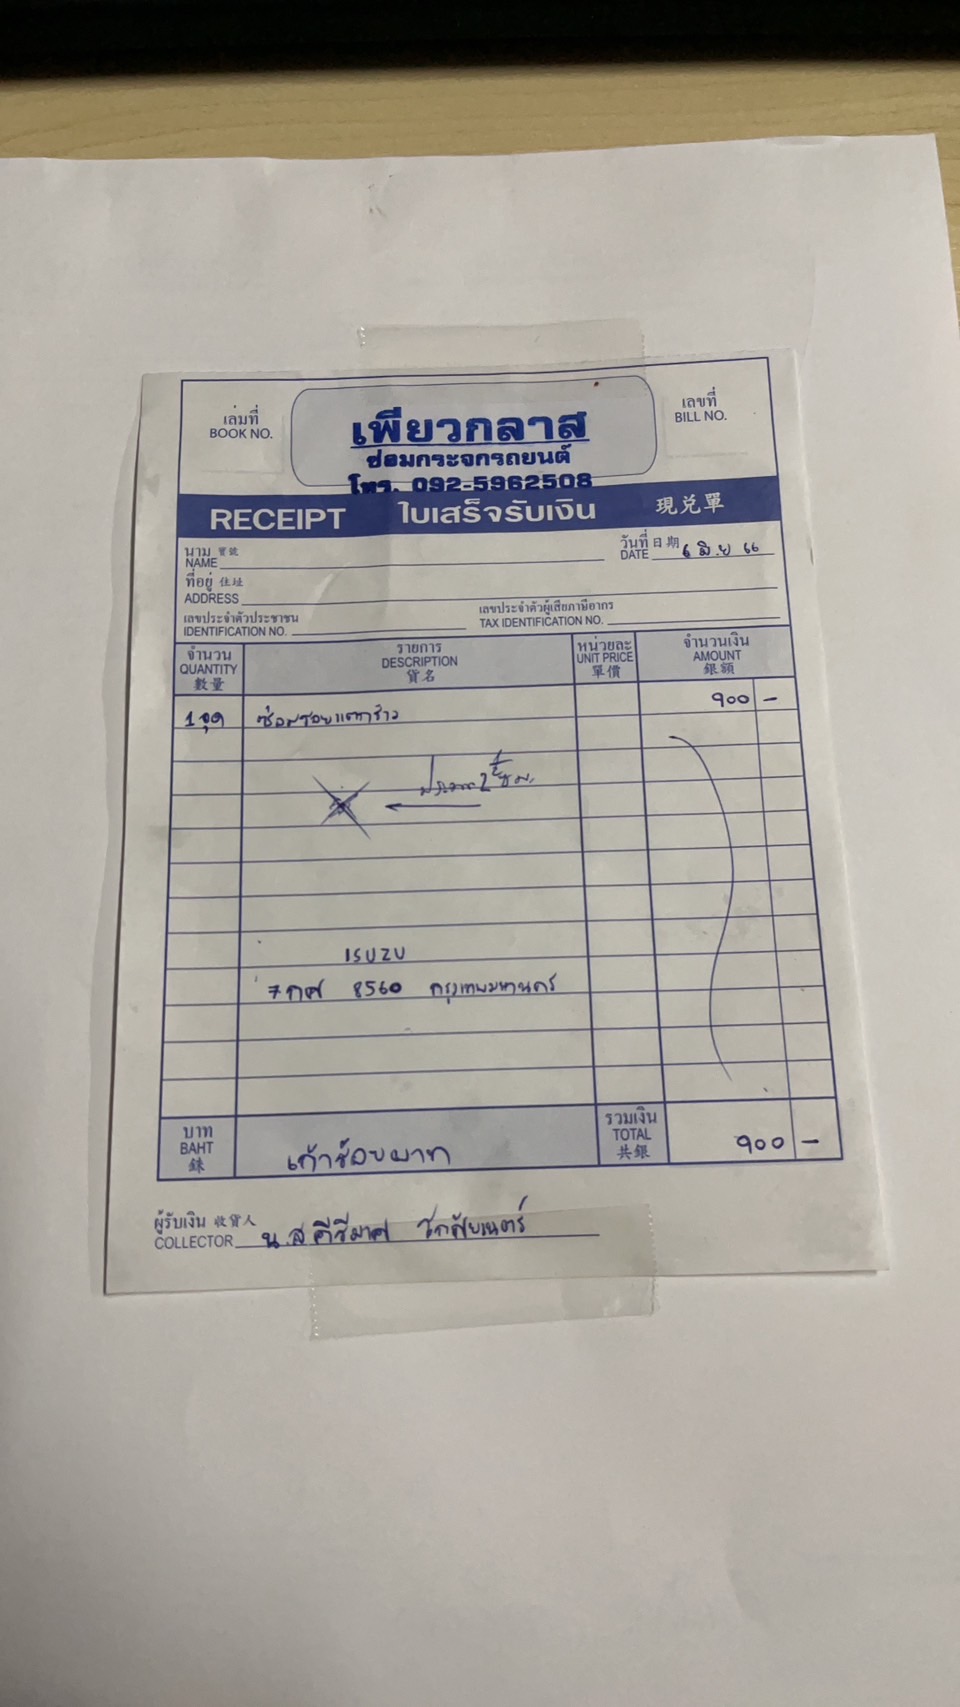 เล่มที่
BOOK NO.
เพียวกลาส
ซ่อมกระจกรถยนต์
โทร. 092-5962508
เลขที่
BILL NO.
RECEIPT ใบเสร็จรับเงิน 現兌單
นาม 寶號
NAME
วันที่ 日期
DATE 6 มิ.ย 66
ที่อยู่ 住址
ADDRESS
เลขประจำตัวประชาชน
IDENTIFICATION NO.
เลขประจำตัวผู้เสียภาษีอากร
TAX IDENTIFICATION NO.
จำนวน
QUANTITY
數量
รายการ
DESCRIPTION
貨名
หน่วยละ
UNIT PRICE
單價
จำนวนเงิน
AMOUNT
銀額
1 จุด ซ่อมรอยแตกร้าว 900 -
2
ISUZU
7กศ 8560 กรุงเทพมหานคร
บาท
BAHT
銖
เก้าร้อยบาท
รวมเงิน
TOTAL
共銀
900 -
ผู้รับเงิน 收貨人
COLLECTOR น.ส